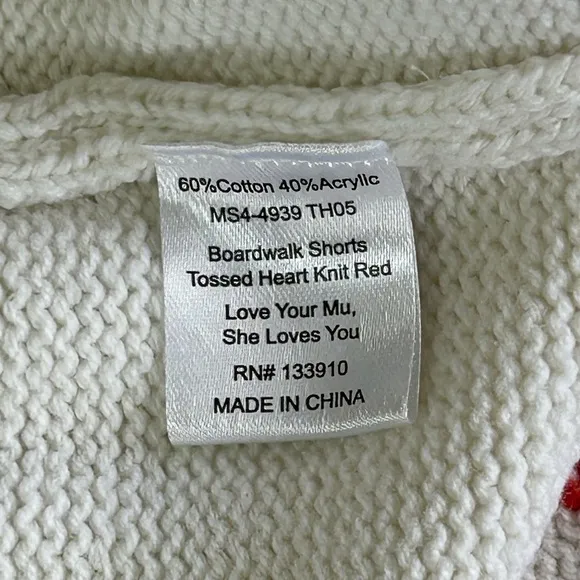 60%Cotton 40%Acrylic
MS4-4939 TH05
Boardwalk Shorts
Tossed Heart Knit Red
Love Your Mu,
She Loves You
RN# 133910
MADE IN CHINA